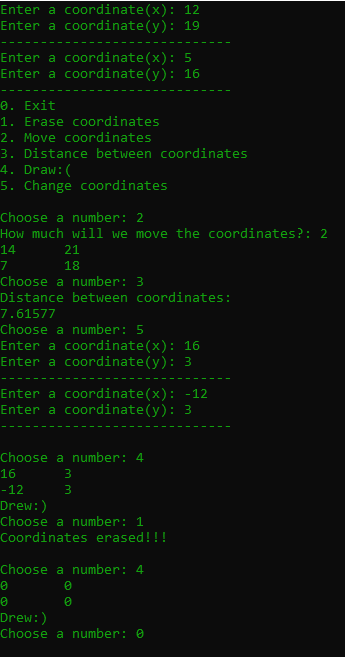 Enter a coordinate(x): 12
Enter a coordinate(y): 19
-----------------------------
Enter a coordinate(x): 5
Enter a coordinate(y): 16
-----------------------------
0. Exit
1. Erase coordinates
2. Move coordinates
3. Distance between coordinates
4. Draw:(
5. Change coordinates
Choose a number: 2
How much will we move the coordinates?: 2
14      21
7       18
Choose a number: 3
Distance between coordinates:
7.61577
Choose a number: 5
Enter a coordinate(x): 16
Enter a coordinate(y): 3
-----------------------------
Enter a coordinate(x): -12
Enter a coordinate(y): 3
-----------------------------
Choose a number: 4
16      3
-12     3
Drew:)
Choose a number: 1
Coordinates erased!!!
Choose a number: 4
0       0
0       0
Drew:)
Choose a number: 0